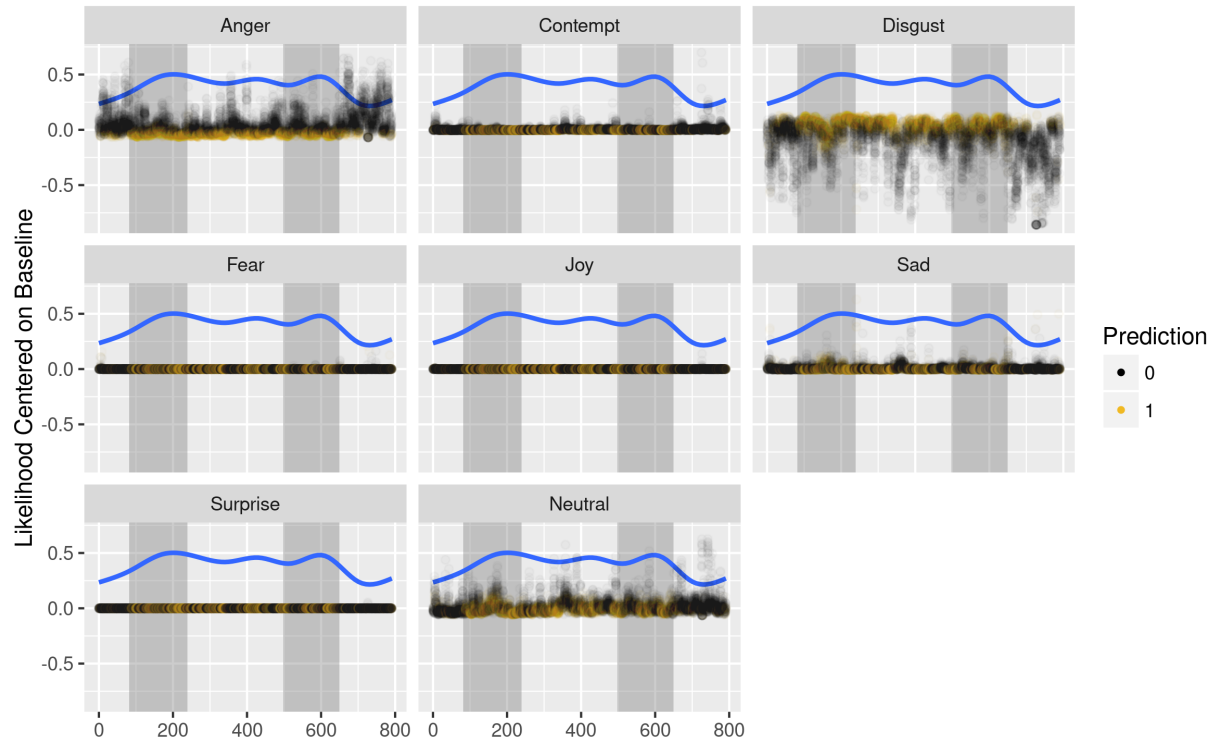 Anger Contempt Disgust
0.5
0.0
-0.5
Fear Joy Sad
0.5
0.0
-0.5
Surprise Neutral
0.5
0.0
-0.5
0 200 400 600 800 0 200 400 600 800
Likelihood Centered on Baseline
Prediction
0
1